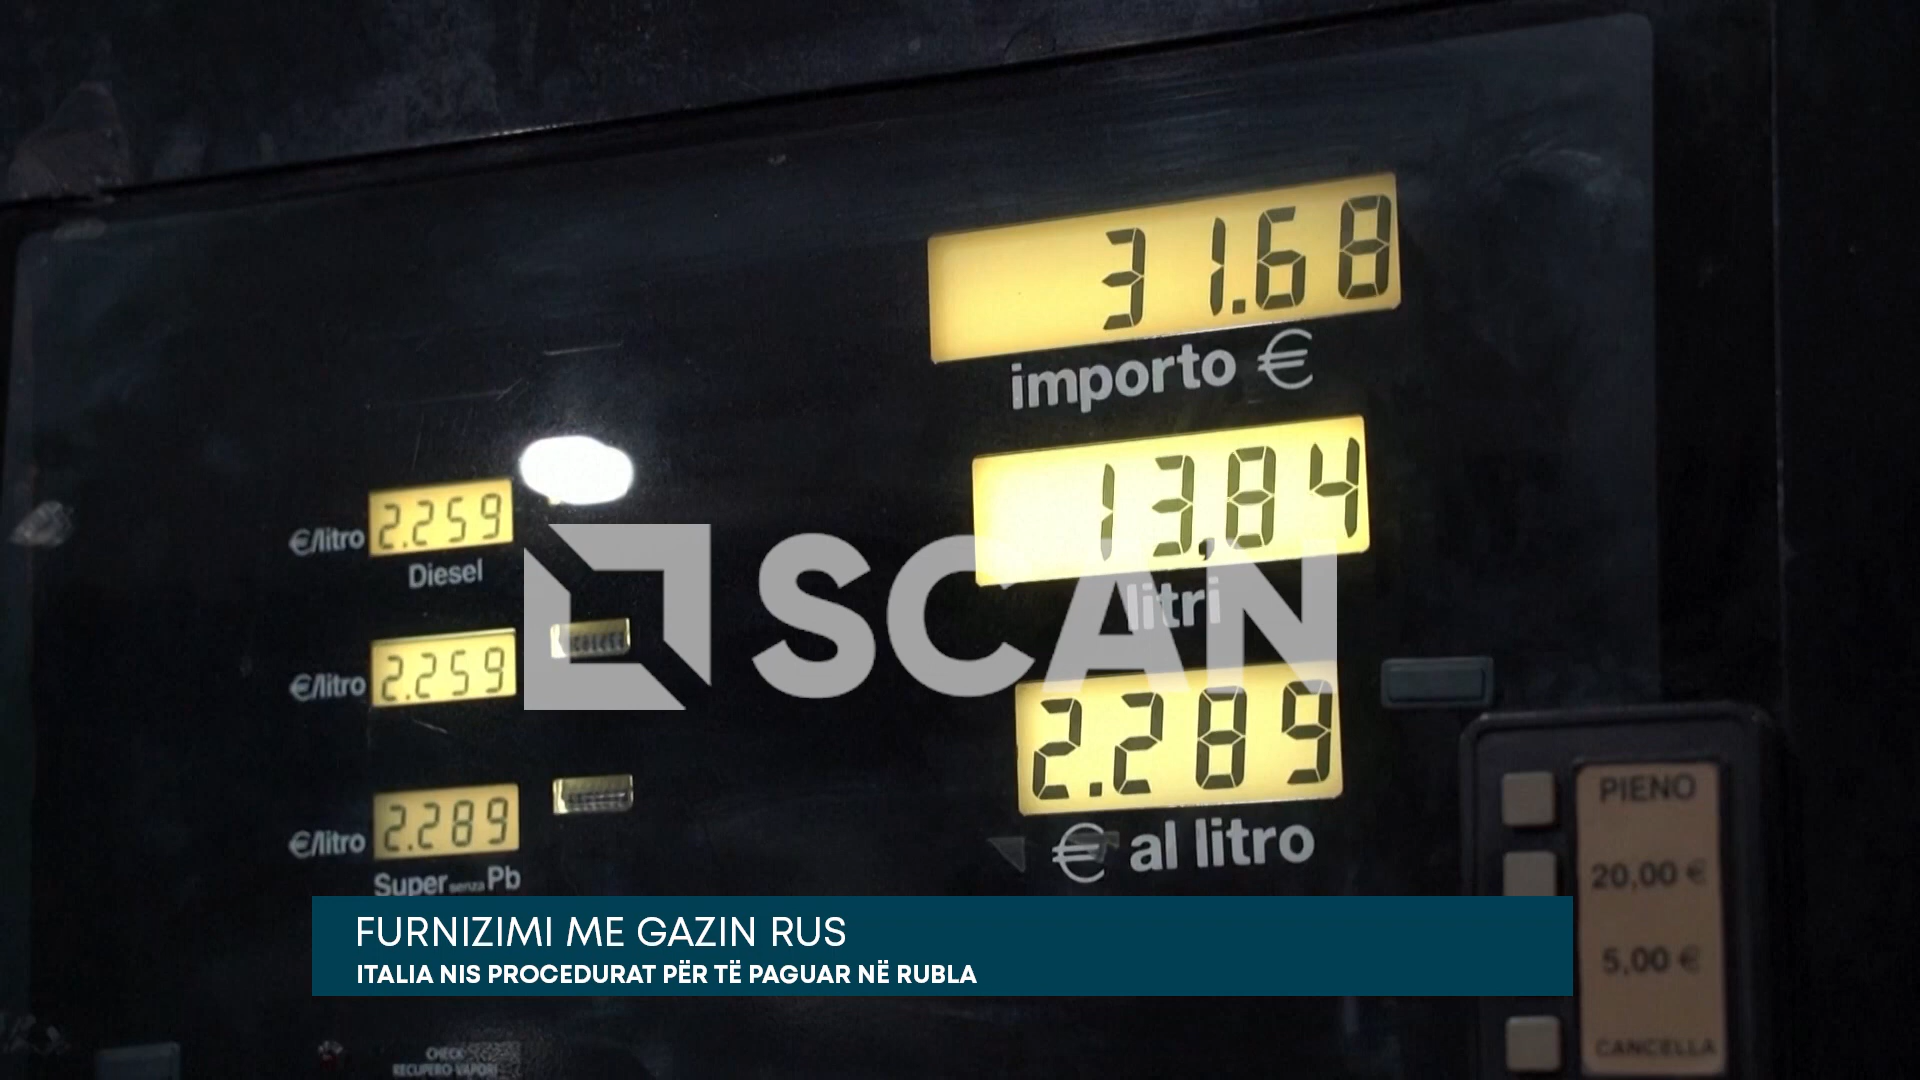 31.68
importo €
13,84
litri
2.289
€ al litro
€/litro 2.259
Diesel
€/litro 2.259
€/litro 2.289
Super senza Pb
SCAN
PIENO
20,00 €
5,00 €
CANCELLA
FURNIZIMI ME GAZIN RUS
ITALIA NIS PROCEDURAT PËR TË PAGUAR NË RUBLA
CHECK
RECUPERO VAPORI